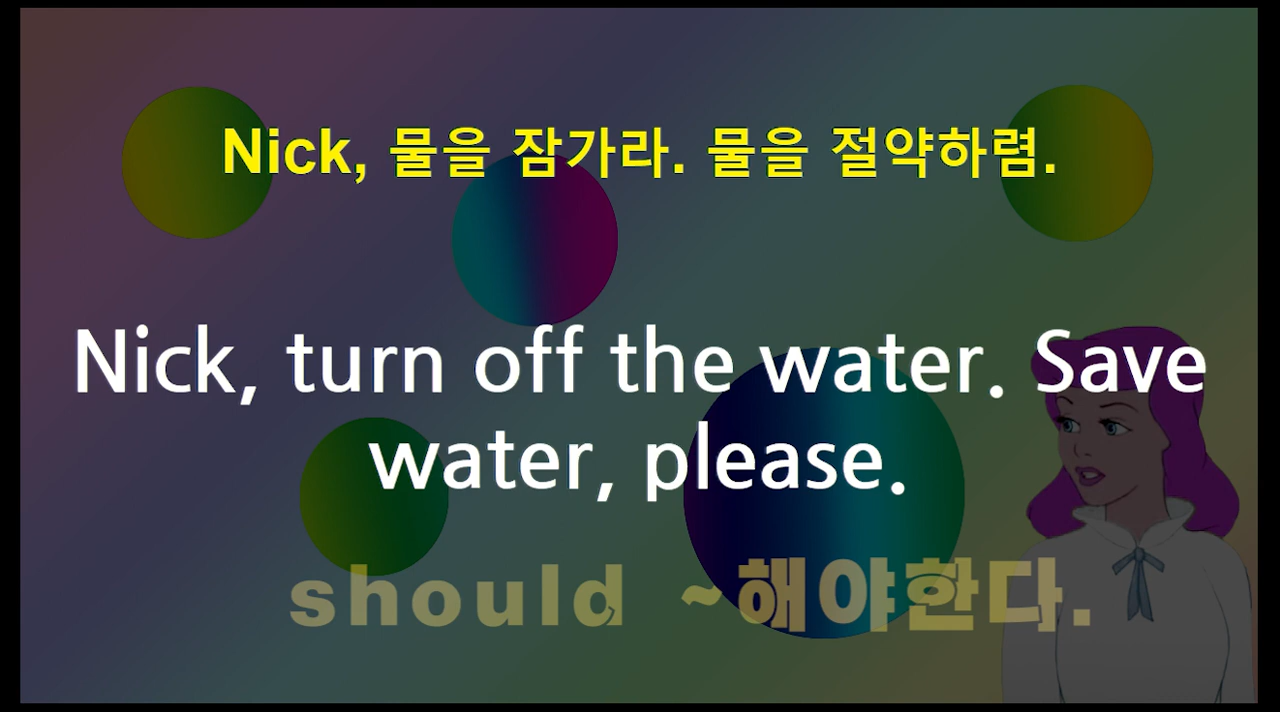 Nick, 물을 잠가라. 물을 절약하렴.
Nick, turn off the water. Save
water, please.
should ~해야한다.